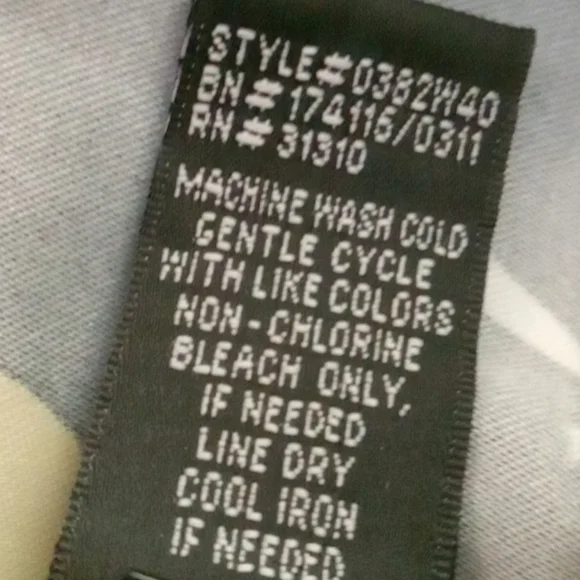 STYLE#0382W40
BN# 174116/0311
RN# 31310
MACHINE WASH COLD
GENTLE CYCLE
WITH LIKE COLORS
NON-CHLORINE
BLEACH ONLY,
IF NEEDED
LINE DRY
COOL IRON
IF NEEDED